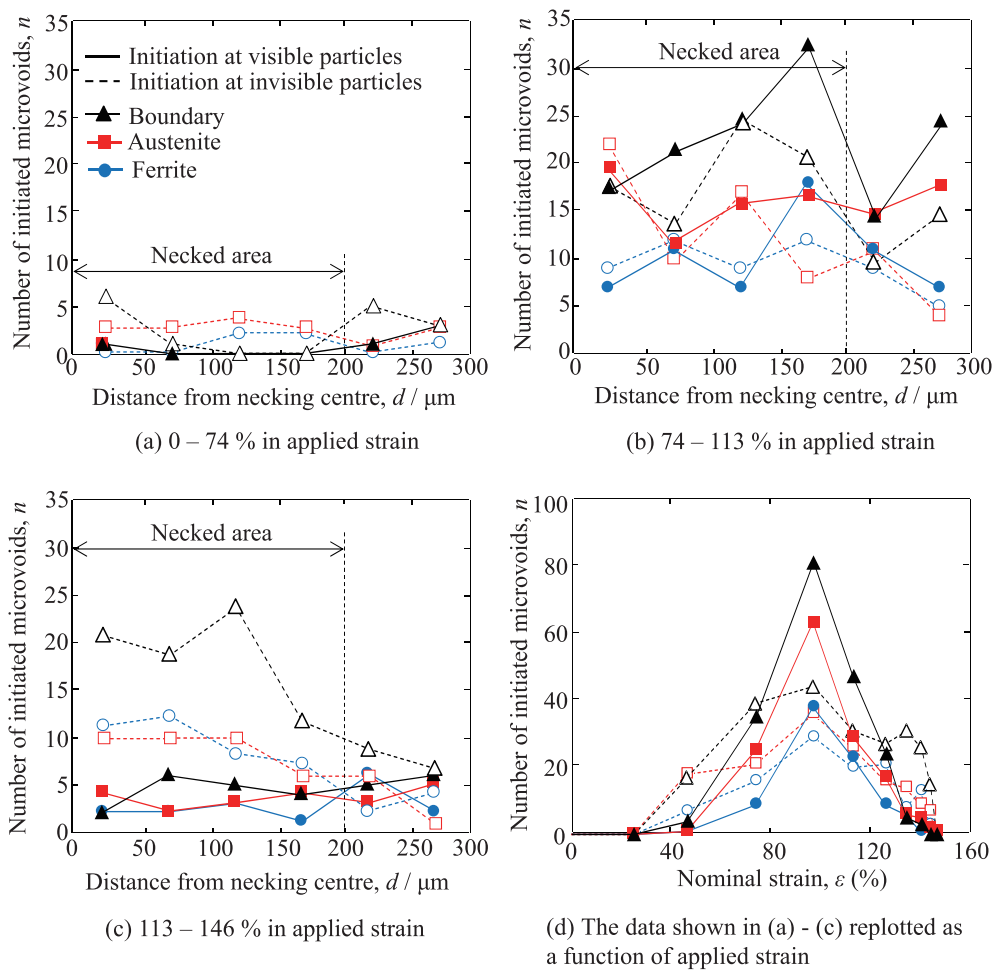 35
30
25
20
15
10
5
0
Number of initiated microvoids, n
Initiation at visible particles
Initiation at invisible particles
Boundary
Austenite
Ferrite
Necked area
0 50 100 150 200 250 300
Distance from necking centre, d / μm
(a) 0 – 74 % in applied strain
35
30
25
20
15
10
5
0
Number of initiated microvoids, n
Necked area
0 50 100 150 200 250 300
Distance from necking centre, d / μm
(b) 74 – 113 % in applied strain
35
30
25
20
15
10
5
0
Number of initiated microvoids, n
Necked area
0 50 100 150 200 250 300
Distance from necking centre, d / μm
(c) 113 – 146 % in applied strain
100
80
60
40
20
0
Number of initiated microvoids, n
0 40 80 120 160
Nominal strain, ε (%)
(d) The data shown in (a) - (c) replotted as
a function of applied strain